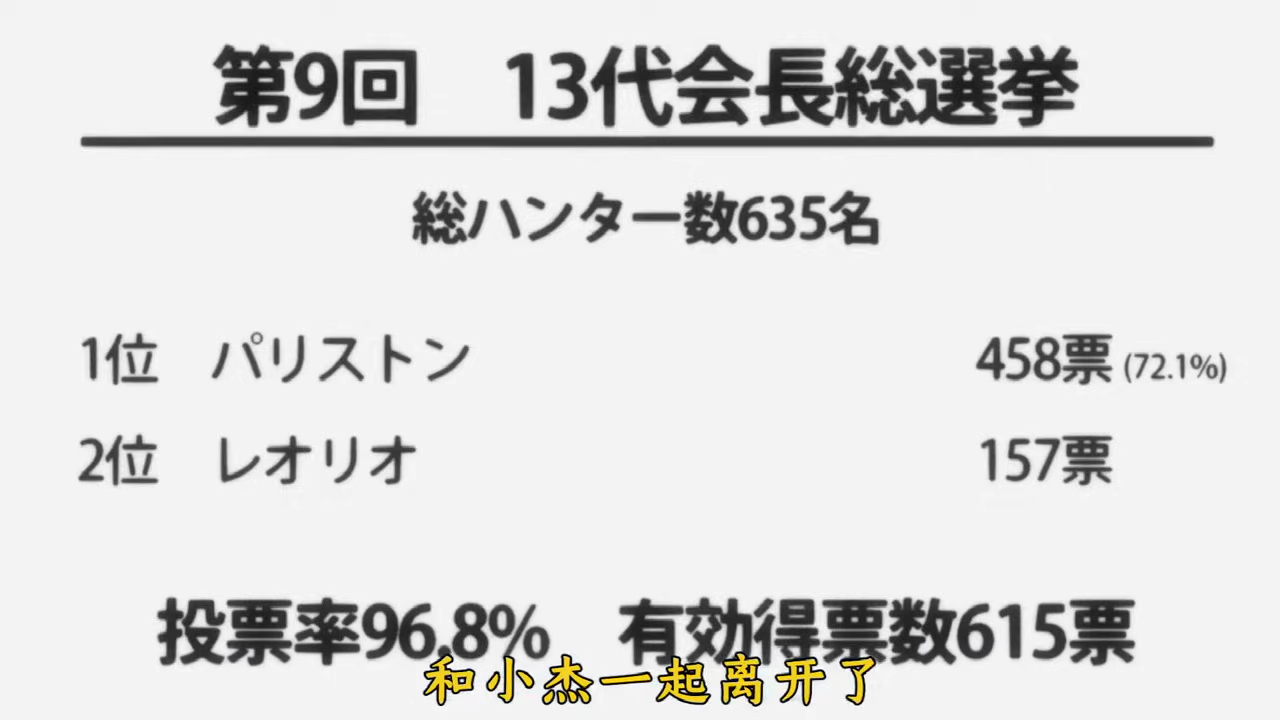 第9回　13代会長総選挙
総ハンター数635名
1位　パリストン　458票 (72.1%)
2位　レオリオ　157票
投票率96.8%　有効得票数615票
和小杰一起离开了